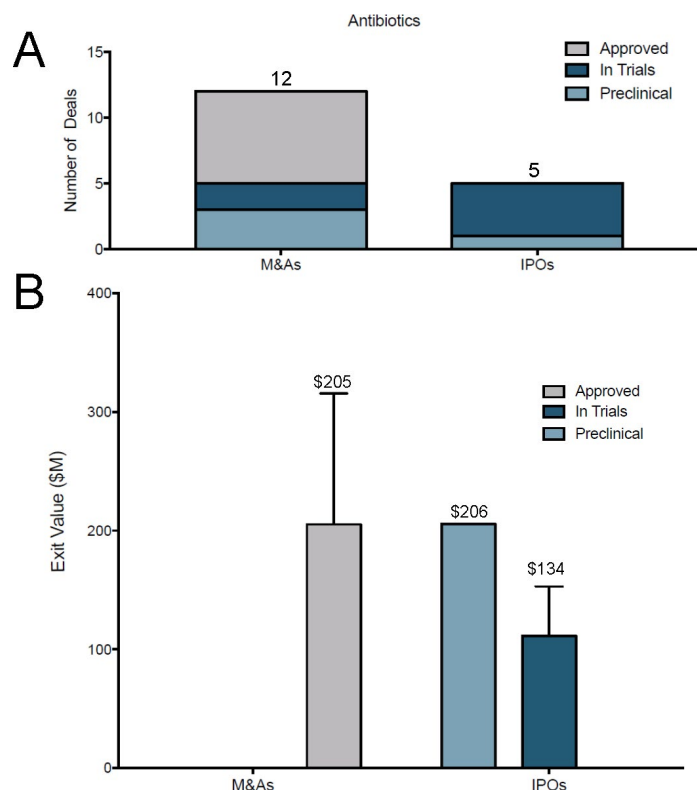 Antibiotics
A
Approved
In Trials
Preclinical
Number of Deals
15
10
5
0
12
5
M&As
IPOs
B
Exit Value ($M)
400
300
200
100
0
$205
$206
$134
Approved
In Trials
Preclinical
M&As
IPOs